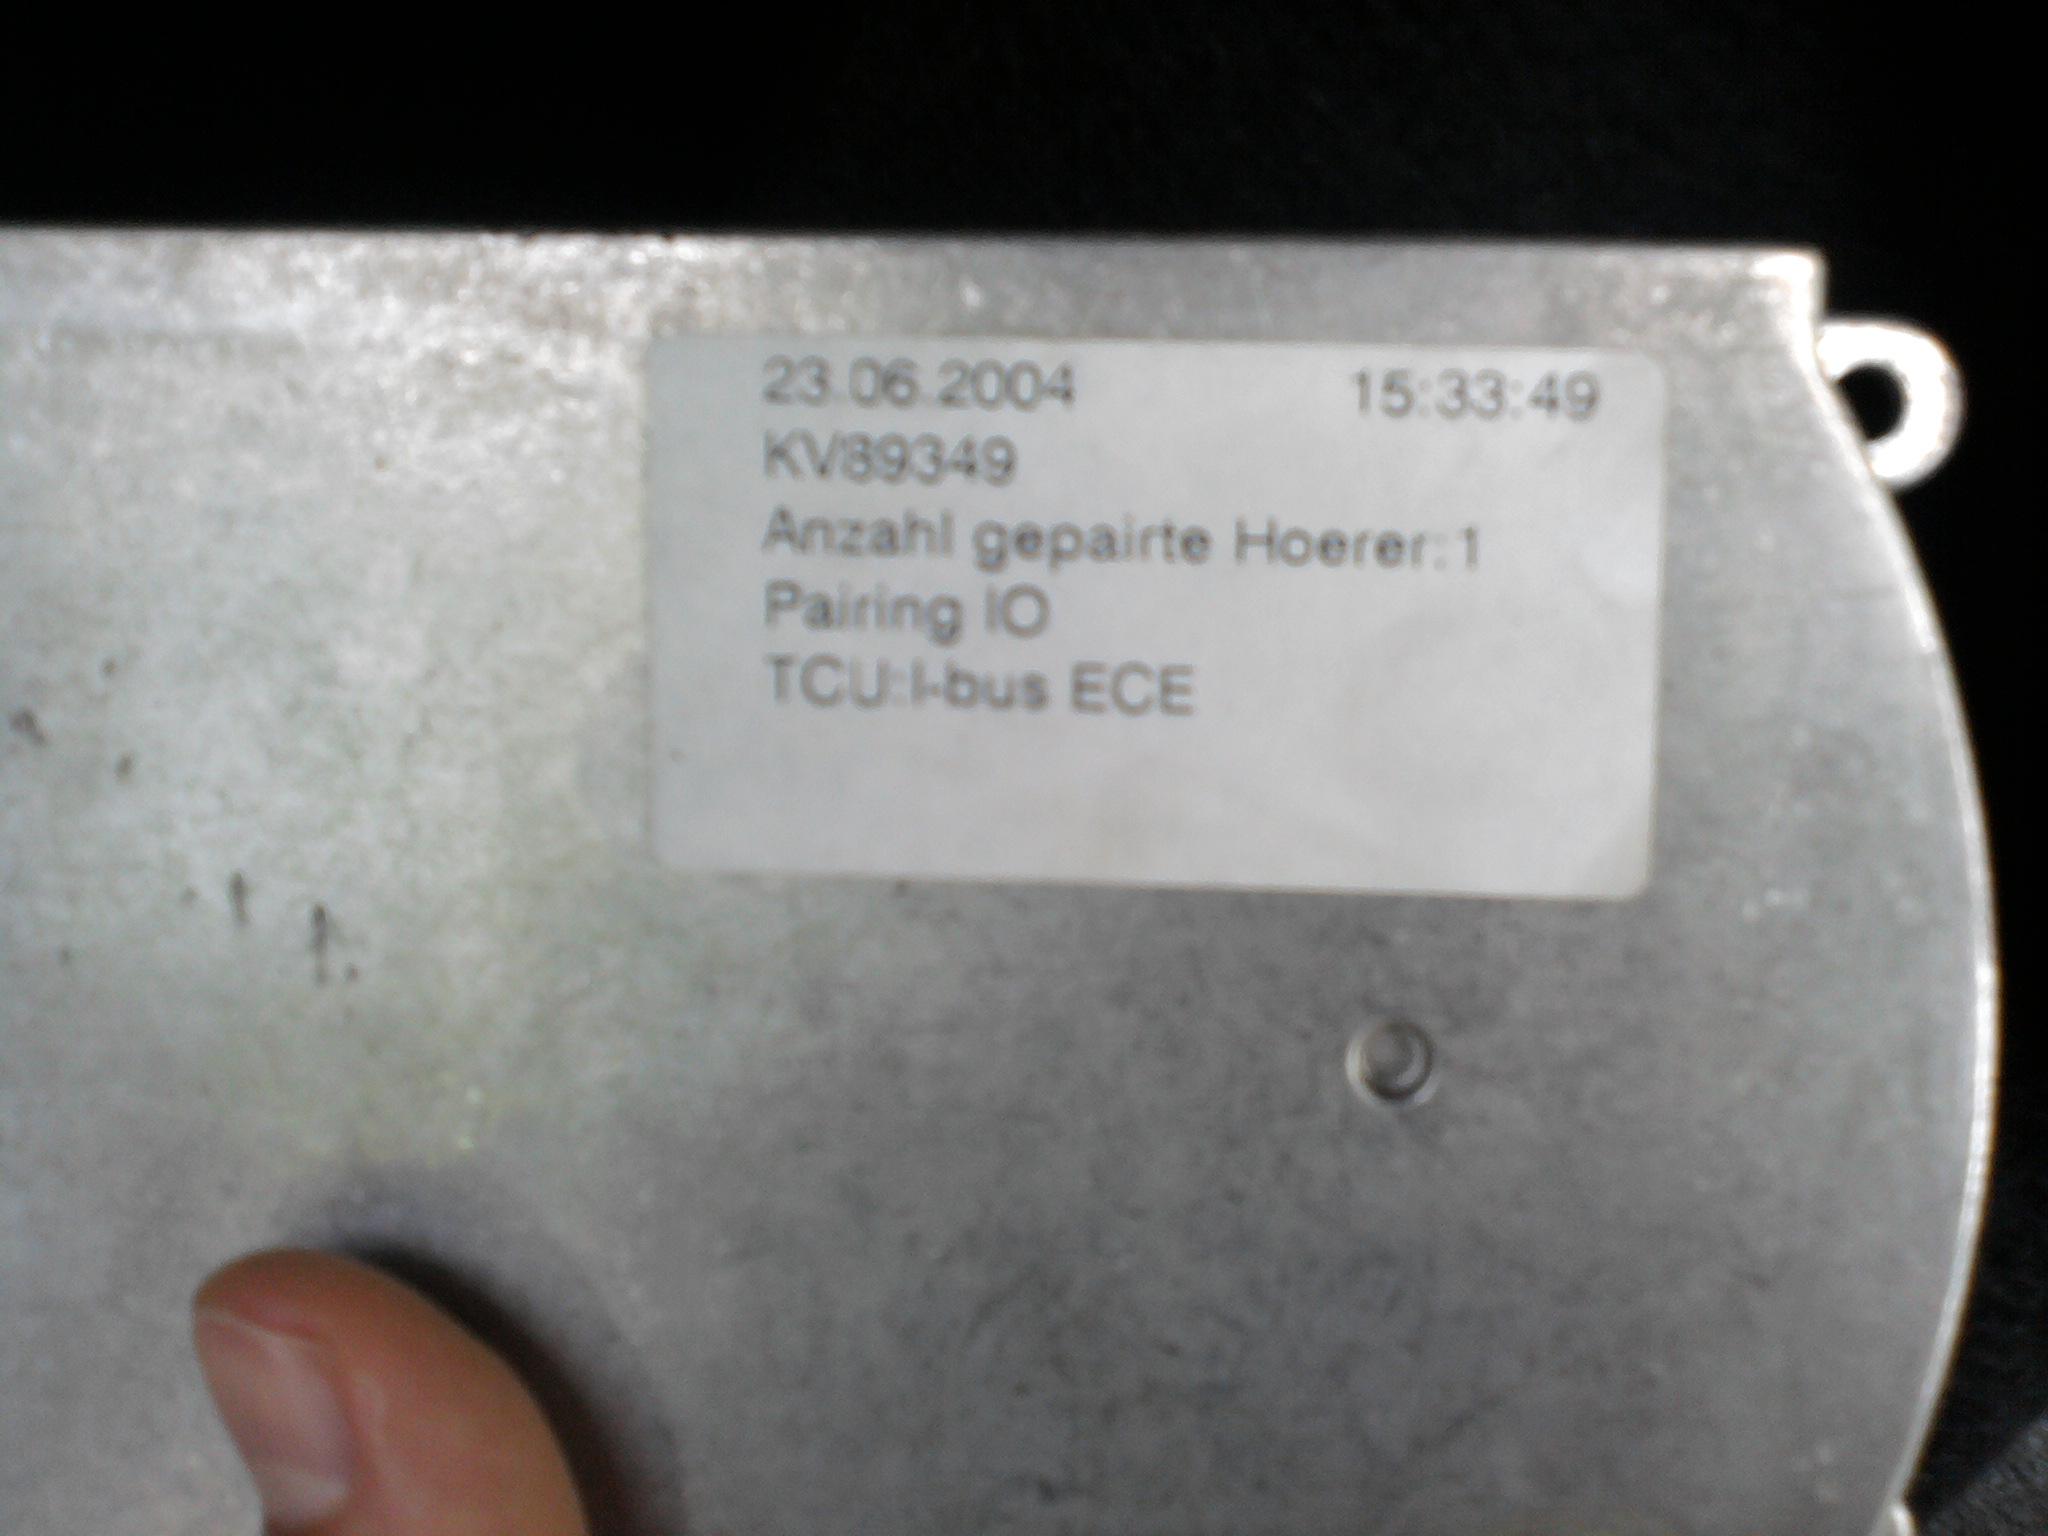 23.06.2004 15:33:49
KV89349
Anzahl gepairte Hoerer:1
Pairing IO
TCU:I-bus ECE